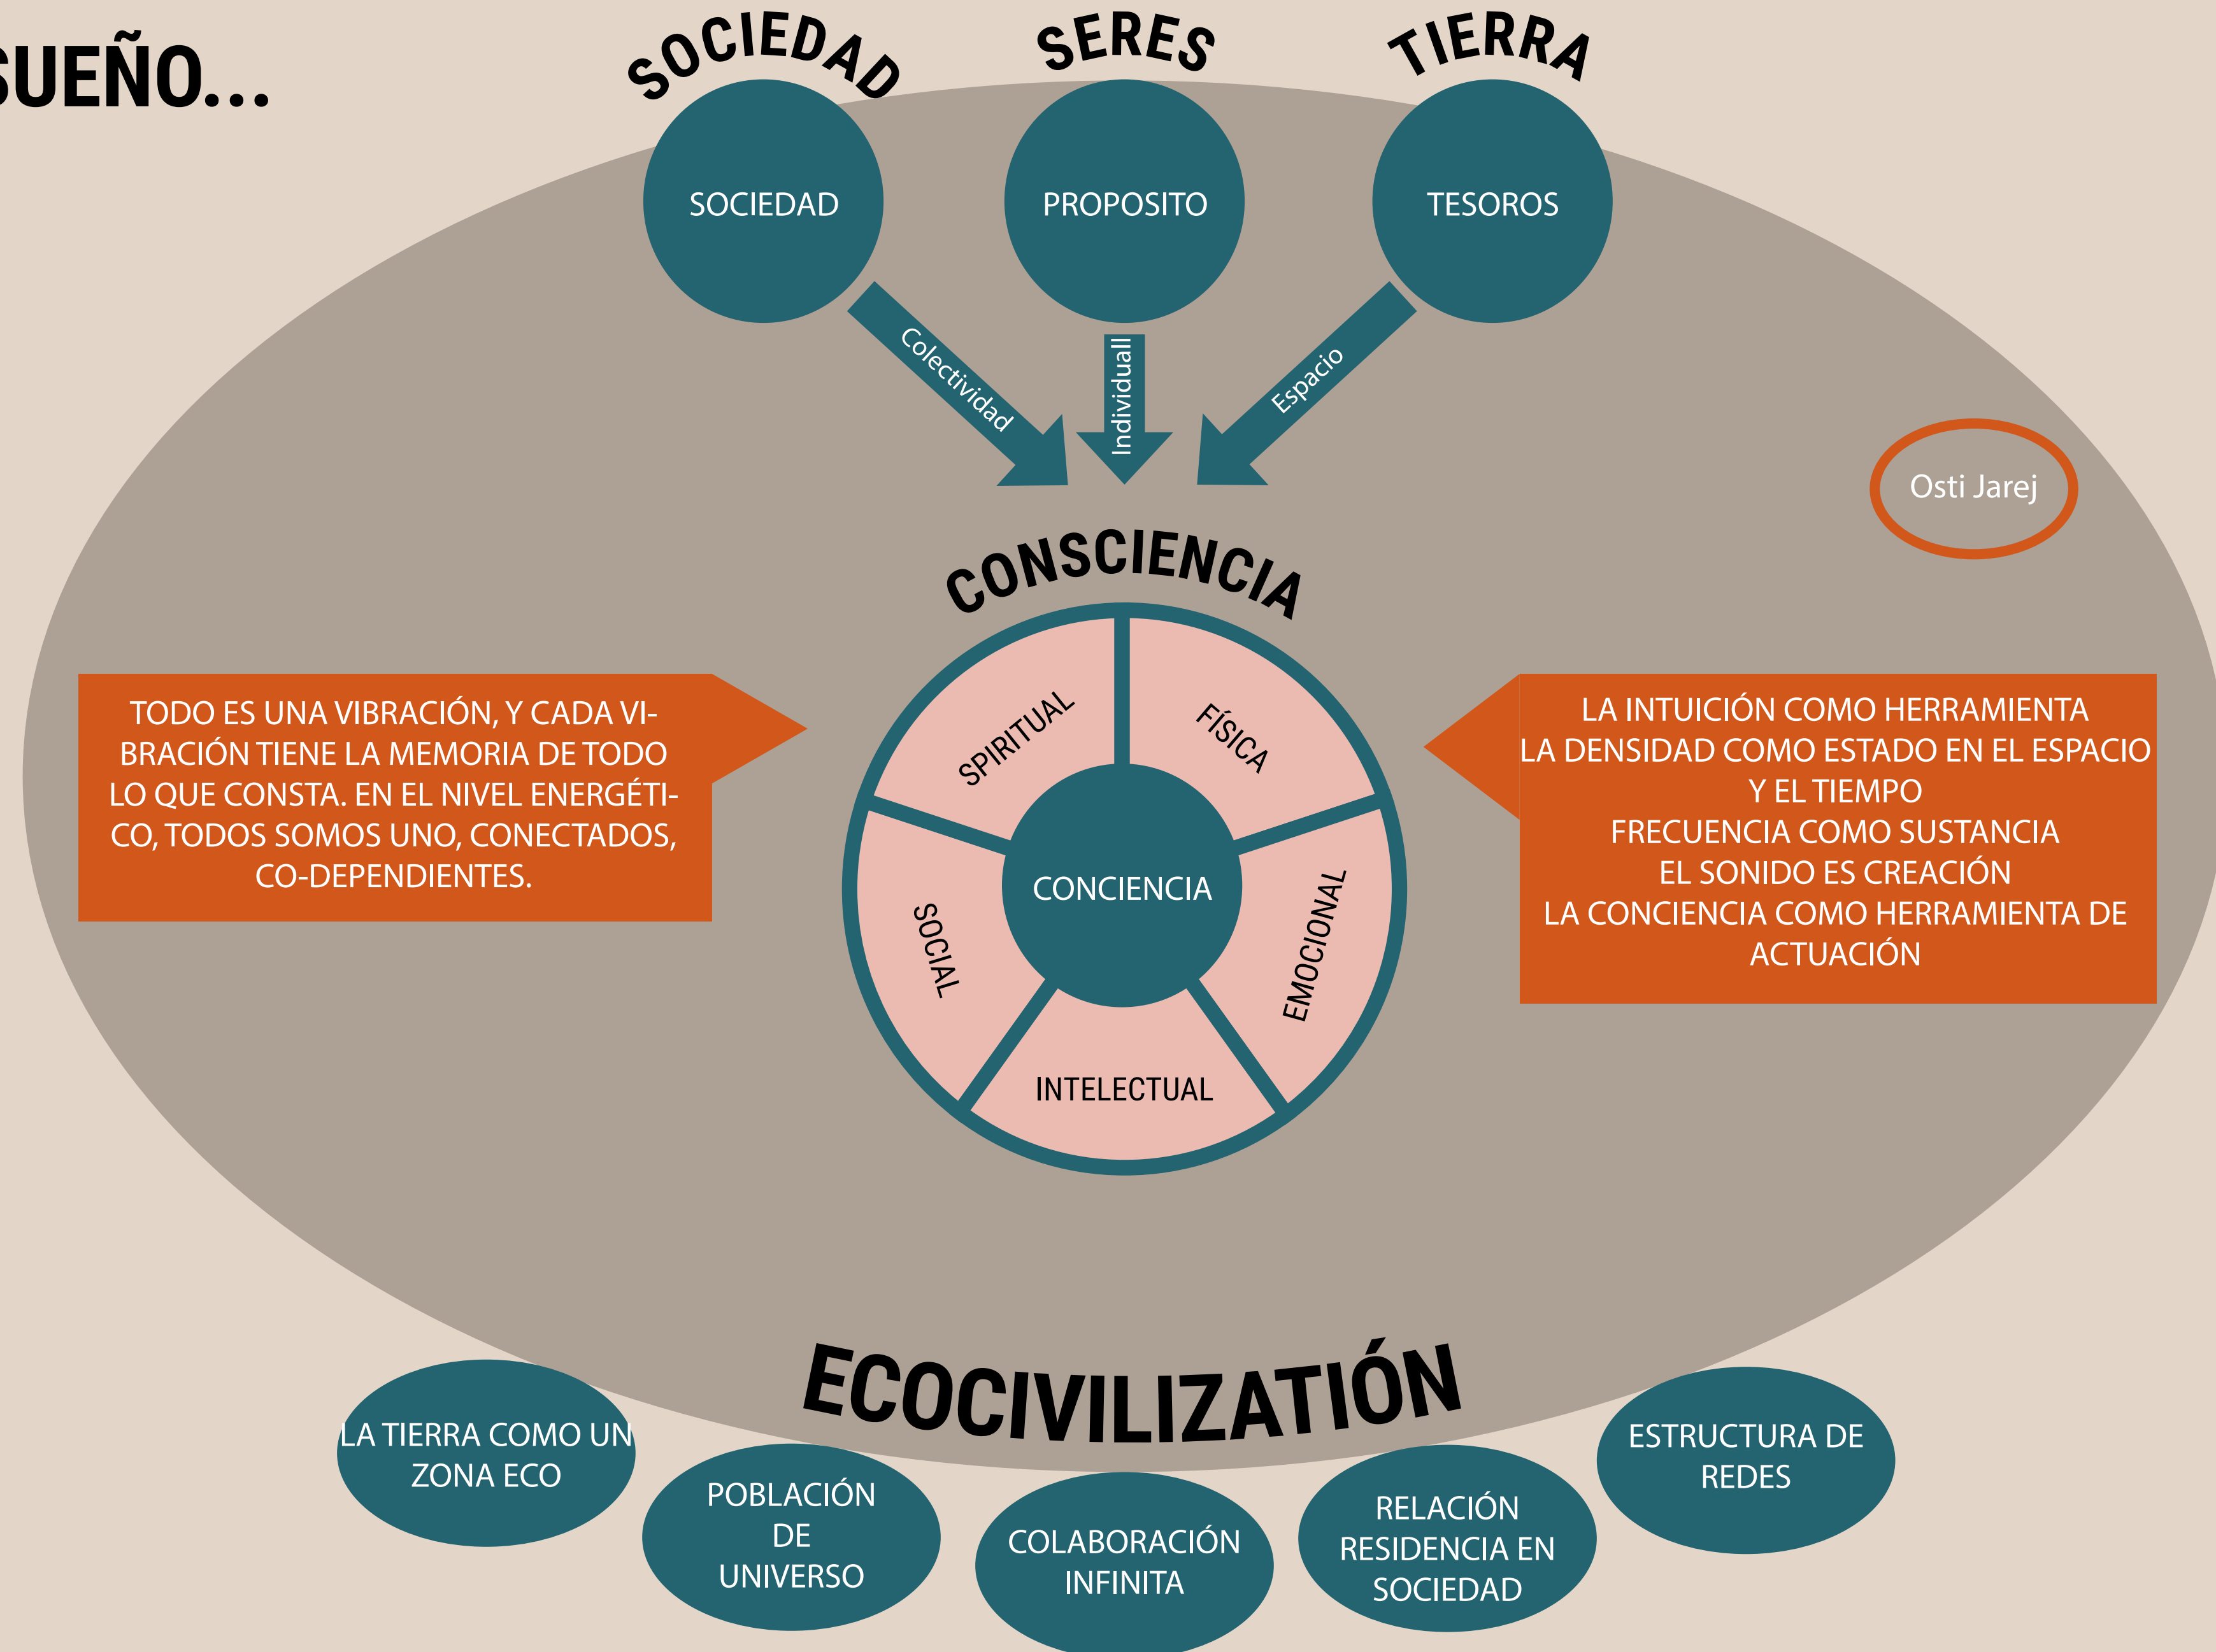 SUEÑO...
SOCIEDAD
SERES
TIERRA
SOCIEDAD
PROPOSITO
TESOROS
Colectividad
Individuall
Espacio
Osti Jarej
CONSCIENCIA
TODO ES UNA VIBRACIÓN, Y CADA VI-
BRACIÓN TIENE LA MEMORIA DE TODO
LO QUE CONSTA. EN EL NIVEL ENERGÉTI-
CO, TODOS SOMOS UNO, CONECTADOS,
CO-DEPENDIENTES.
SPIRITUAL
FÍSICA
SOCIAL
CONCIENCIA
EMOCIONAL
INTELECTUAL
LA INTUICIÓN COMO HERRAMIENTA
LA DENSIDAD COMO ESTADO EN EL ESPACIO
Y EL TIEMPO
FRECUENCIA COMO SUSTANCIA
EL SONIDO ES CREACIÓN
LA CONCIENCIA COMO HERRAMIENTA DE
ACTUACIÓN
ECOCIVILIZATIÓN
LA TIERRA COMO UN
ZONA ECO
POBLACIÓN
DE
UNIVERSO
COLABORACIÓN
INFINITA
RELACIÓN
RESIDENCIA EN
SOCIEDAD
ESTRUCTURA DE
REDES